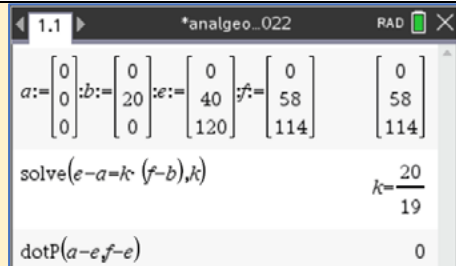 1.1 *analgeo...022 RAD
a:=[0 0 0]:b:=[0 20 0]:e:=[0 40 120]:f:=[0 58 114] [0 58 114]
solve(e-a=k·(f-b),k) k=20/19
dotP(a-e,f-e) 0